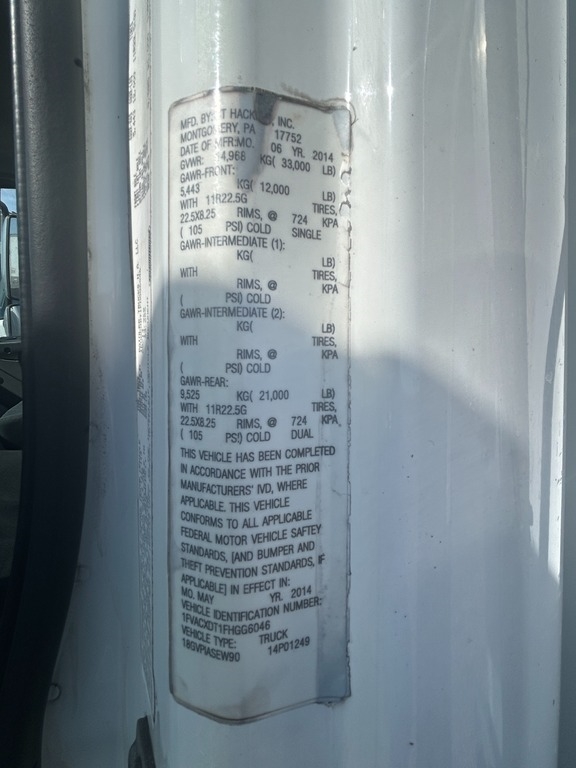 MFD. BY: T HACK INC.
MONTGOMERY, PA 17752
DATE OF MFR:MO. 06 YR. 2014
GVWR: 14,968 KG( 33,000 LB)
GAWR-FRONT:
5,443 KG( 12,000 LB)
WITH 11R22.5G TIRES,
22.5X8.25 RIMS, @ 724 KPA
( 105 PSI) COLD SINGLE
GAWR-INTERMEDIATE (1):
KG( LB)
WITH TIRES,
RIMS, @ KPA
( PSI) COLD
GAWR-INTERMEDIATE (2):
KG( LB)
WITH TIRES,
RIMS, @ KPA
( PSI) COLD
GAWR-REAR:
9,525 KG( 21,000 LB)
WITH 11R22.5G TIRES,
22.5X8.25 RIMS, @ 724 KPA,
( 105 PSI) COLD DUAL
THIS VEHICLE HAS BEEN COMPLETED
IN ACCORDANCE WITH THE PRIOR
MANUFACTURERS' IVD, WHERE
APPLICABLE. THIS VEHICLE
CONFORMS TO ALL APPLICABLE
FEDERAL MOTOR VEHICLE SAFTEY
STANDARDS, [AND BUMPER AND
THEFT PREVENTION STANDARDS, IF
APPLICABLE] IN EFFECT IN:
MO. MAY YR. 2014
VEHICLE IDENTIFICATION NUMBER:
1FVACXDT1FHGG6046
VEHICLE TYPE: TRUCK
18GVPIASEW90 14P01249